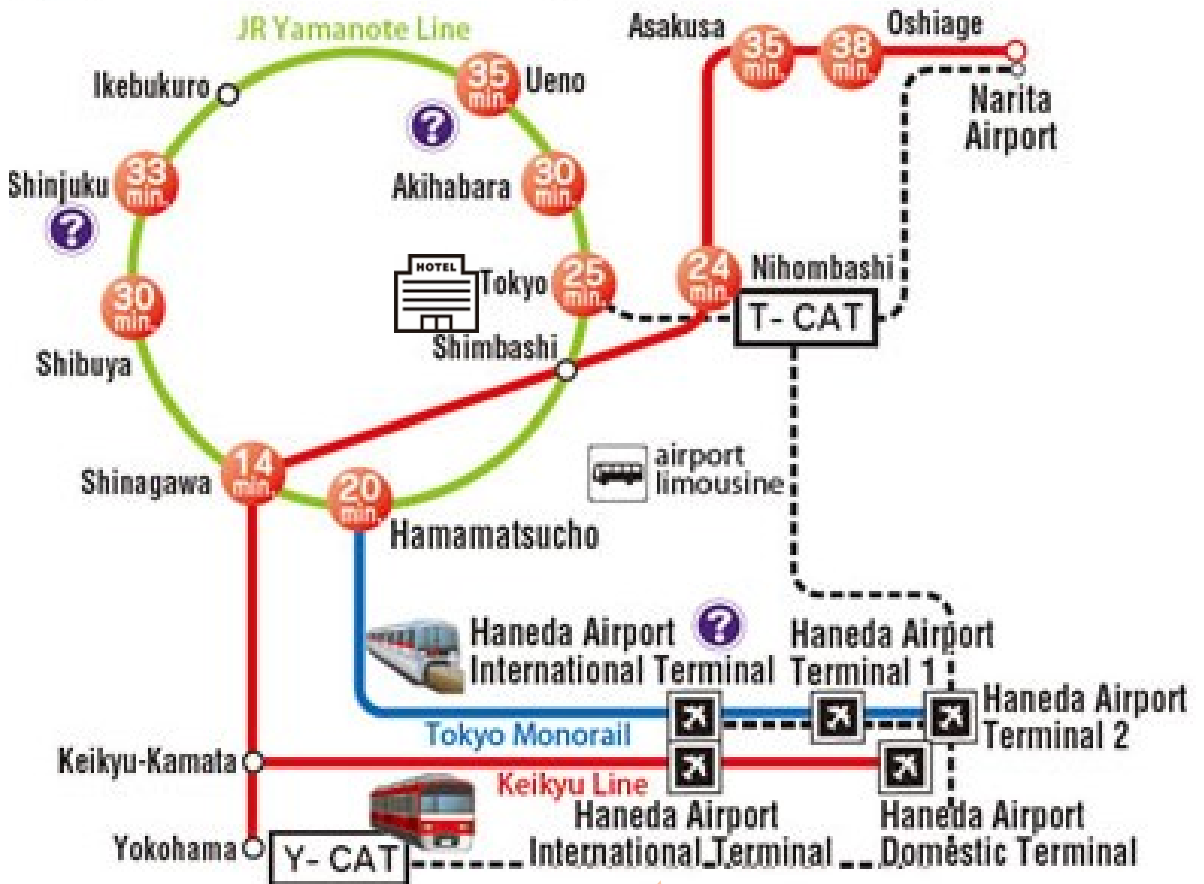 JR Yamanote Line
Asakusa
35
min.
38
min.
Oshiage
Ikebukuro
35
min.
Ueno
?
Narita
Airport
Shinjuku
33
min.
?
Akihabara
30
min.
HOTEL
Tokyo
25
min.
24
min.
Nihombashi
T- CAT
30
min.
Shibuya
Shimbashi
Shinagawa
14
min.
20
min.
Hamamatsucho
airport
limousine
Haneda Airport
International Terminal
?
Haneda Airport
Terminal 1
Haneda Airport
Terminal 2
Tokyo Monorail
Keikyu-Kamata
Keikyu Line
Haneda Airport
International Terminal
Haneda Airport
Domestic Terminal
Yokohama
Y- CAT